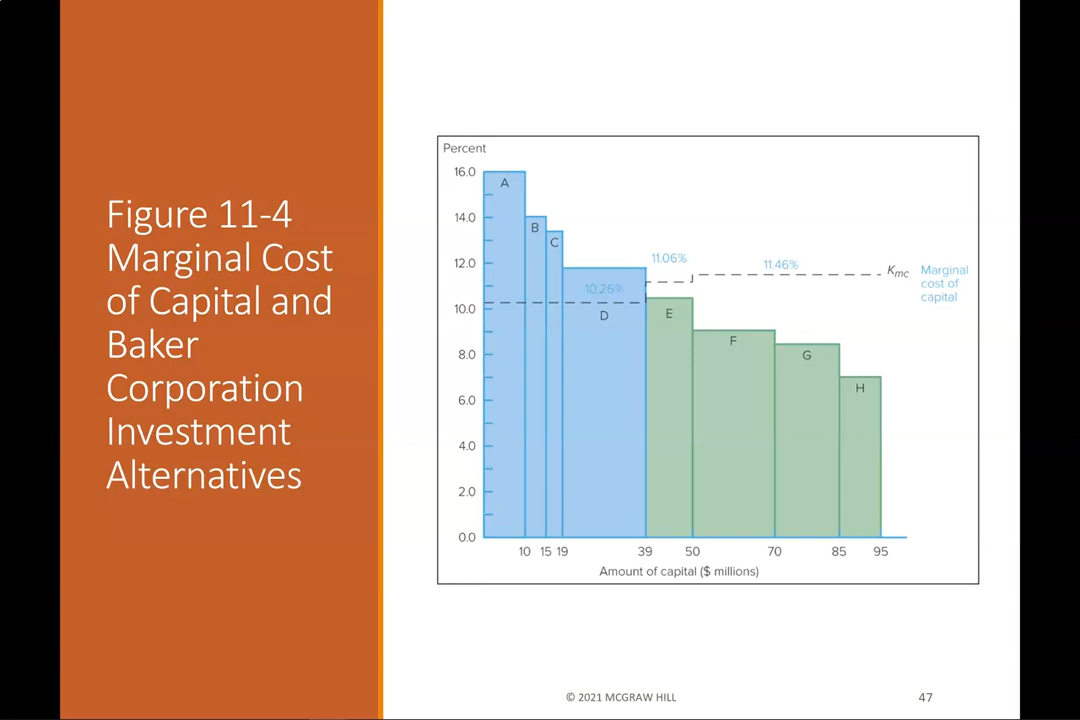 Figure 11-4
Marginal Cost
of Capital and
Baker
Corporation
Investment
Alternatives
Percent
16.0
14.0
12.0
10.0
8.0
6.0
4.0
2.0
0.0
A
B
C
D
E
F
G
H
10.26%
11.06%
11.46%
Kmc
Marginal
cost of
capital
10 15 19 39 50 70 85 95
Amount of capital ($ millions)
© 2021 MCGRAW HILL
47